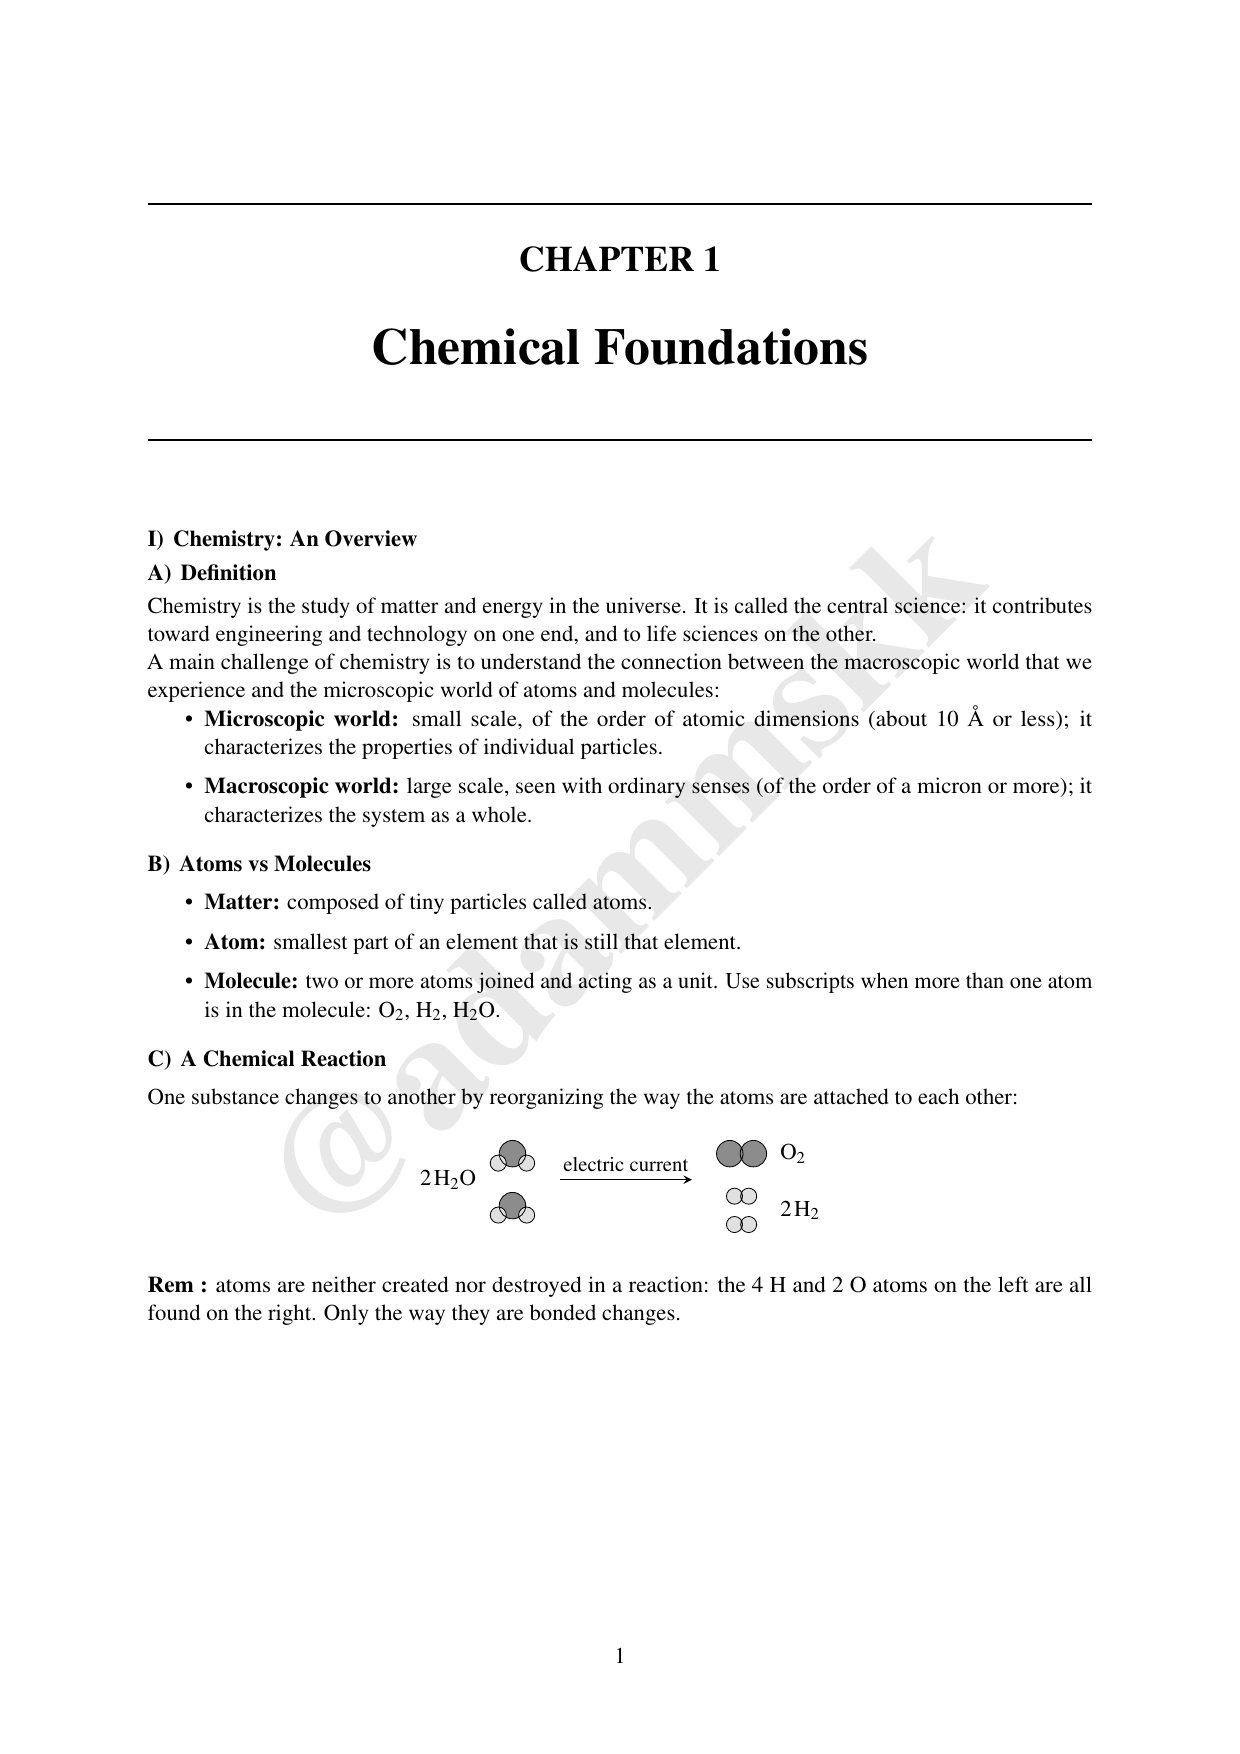 CHAPTER 1
Chemical Foundations
I) Chemistry: An Overview
A) Definition
Chemistry is the study of matter and energy in the universe. It is called the central science: it contributes
toward engineering and technology on one end, and to life sciences on the other.
A main challenge of chemistry is to understand the connection between the macroscopic world that we
experience and the microscopic world of atoms and molecules:
• Microscopic world: small scale, of the order of atomic dimensions (about 10 Å or less); it
characterizes the properties of individual particles.
• Macroscopic world: large scale, seen with ordinary senses (of the order of a micron or more); it
characterizes the system as a whole.
B) Atoms vs Molecules
• Matter: composed of tiny particles called atoms.
• Atom: smallest part of an element that is still that element.
• Molecule: two or more atoms joined and acting as a unit. Use subscripts when more than one atom
is in the molecule: O₂, H₂, H₂O.
C) A Chemical Reaction
One substance changes to another by reorganizing the way the atoms are attached to each other:
2H₂O
electric current
O₂
2H₂
Rem : atoms are neither created nor destroyed in a reaction: the 4 H and 2 O atoms on the left are all
found on the right. Only the way they are bonded changes.
1
@adammskk